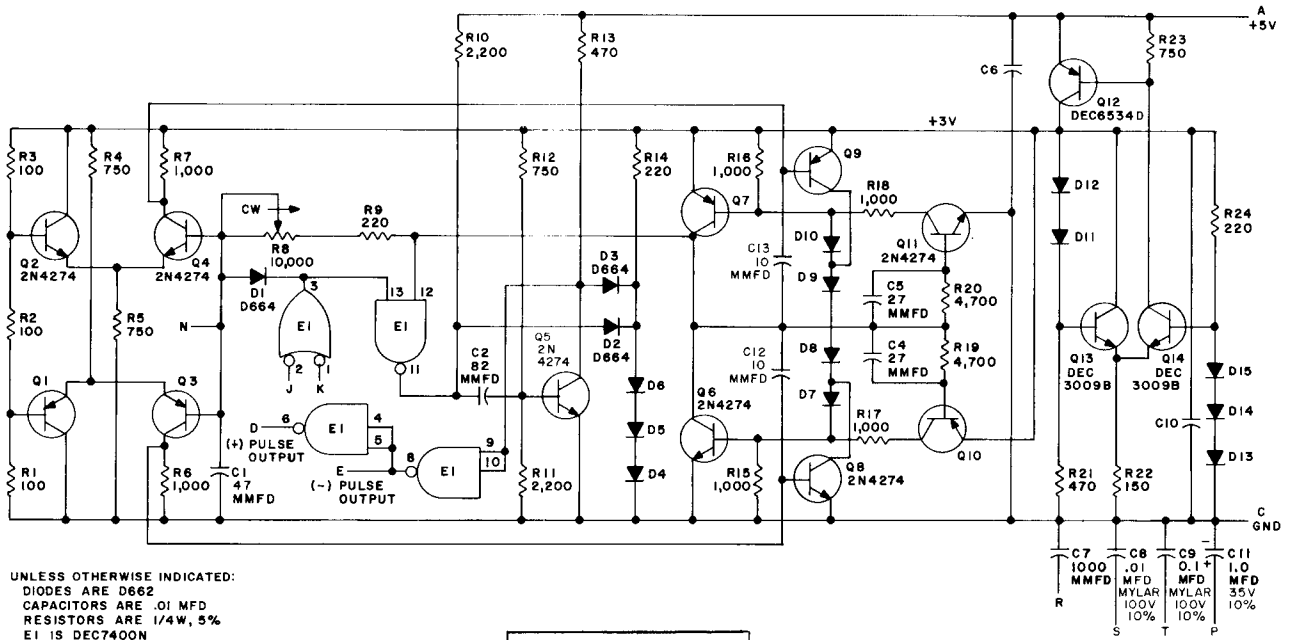 A
+5V
R10
2,200
R13
470
R23
750
C6
Q12
DEC6534D
+3V
R3
100
R4
750
R7
1,000
R12
750
R14
220
R16
1,000
Q9
Q7
R18
1,000
D12
D11
R24
220
CW
R9
220
R8
10,000
Q2
2N4274
Q4
2N4274
D1
D664
D3
D664
D2
D664
C13
10
MMFD
D10
D9
Q11
2N4274
C5
27
MMFD
R20
4,700
R2
100
R5
750
N
3
E1
2
1
J
K
13
12
E1
11
C2
82
MMFD
Q5
2N
4274
C4
27
MMFD
R19
4,700
C12
10
MMFD
D8
D7
Q13
DEC
3009B
Q14
DEC
3009B
D15
D14
D13
C10
Q1
Q3
D6
D5
D4
Q6
2N4274
R17
1,000
Q10
D
6
E1
4
5
(+) PULSE
OUTPUT
E
8
E1
9
10
(-) PULSE
OUTPUT
R1
100
R6
1,000
C1
47
MMFD
R11
2,200
R15
1,000
Q8
2N4274
R21
470
R22
150
C
GND
C7
1000
MMFD
R
C8
.01
MFD
MYLAR
100V
10%
S
C9
0.1
MFD
MYLAR
100V
10%
T
-
+
C11
1.0
MFD
35V
10%
P
UNLESS OTHERWISE INDICATED:
DIODES ARE D662
CAPACITORS ARE .01 MFD
RESISTORS ARE 1/4W, 5%
E1 IS DEC7400N